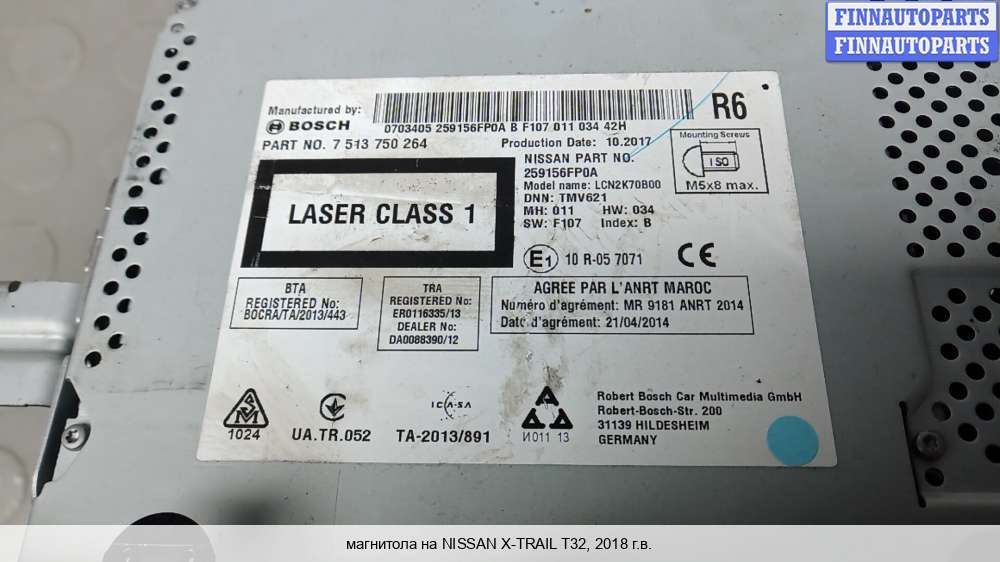 FINNAUTOPARTS
FINNAUTOPARTS
Manufactured by:
BOSCH
0703405 259156FP0A B F107 011 034 42H
R6
PART NO. 7 513 750 264
Production Date: 10.2017
NISSAN PART NO.
259156FP0A
Model name: LCN2K70B00
DNN: TMV621
MH: 011 HW: 034
SW: F107 Index: B
Mounting Screws
ISO
M5x8 max.
LASER CLASS 1
E1 10 R-05 7071
CE
BTA
REGISTERED No:
BOCRA/TA/2013/443
TRA
REGISTERED No:
ER0116335/13
DEALER No:
DA0088390/12
AGREE PAR L'ANRT MAROC
Numéro d'agrément: MR 9181 ANRT 2014
Date d'agrément: 21/04/2014
1024
UA.TR.052
ICASA
TA-2013/891
И011 13
Robert Bosch Car Multimedia GmbH
Robert-Bosch-Str. 200
31139 HILDESHEIM
GERMANY
магнитола на NISSAN X-TRAIL T32, 2018 г.в.